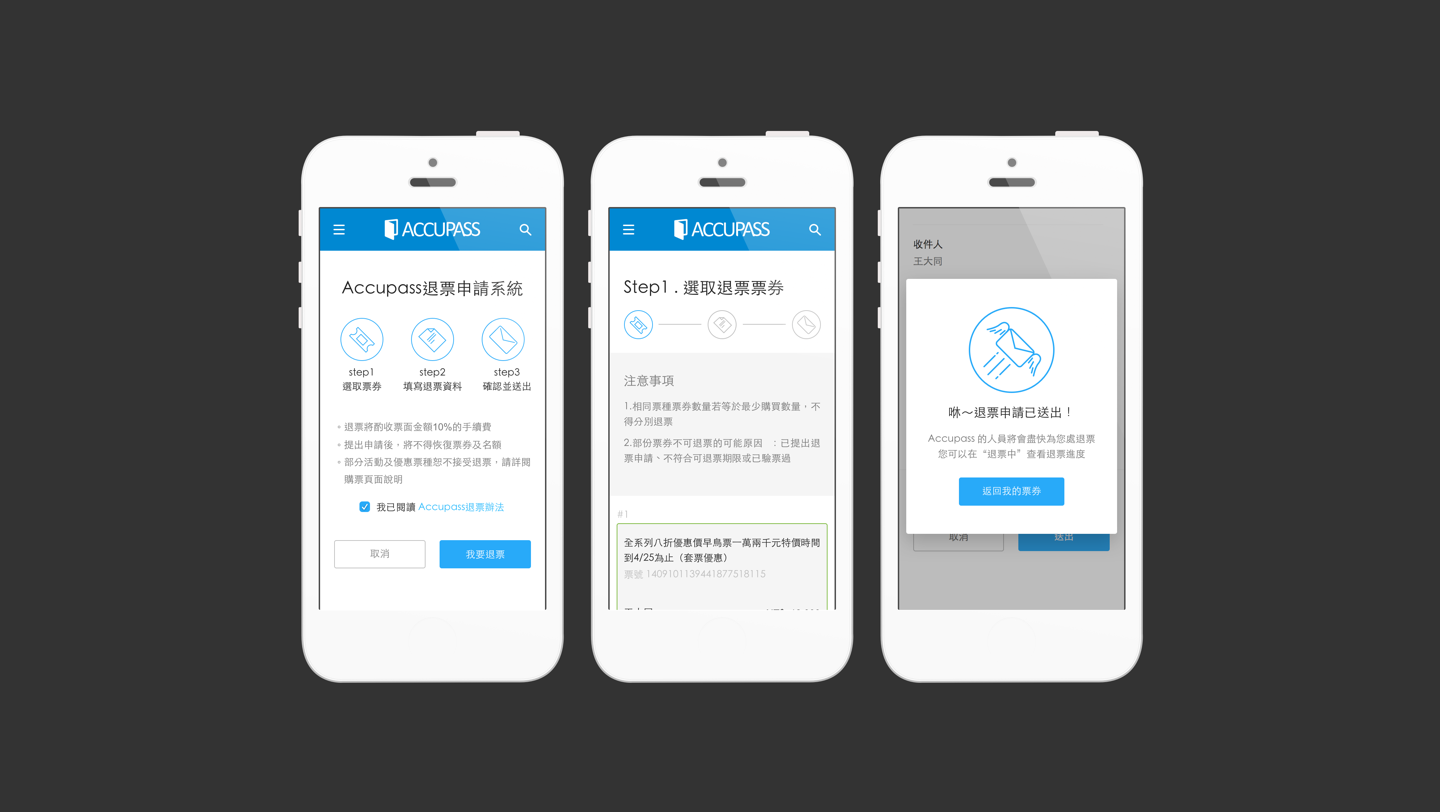 ACCUPASS
Accupass退票申請系統
step1
選取票券
step2
填寫退票資料
step3
確認並送出
退票將酌收票面金額10%的手續費
提出申請後，將不得恢復票券及名額
部分活動及優惠票種恕不接受退票，請詳閱
購票頁面說明
我已閱讀 Accupass退票辦法
取消
我要退票
ACCUPASS
Step1 . 選取退票票券
注意事項
1.相同票種票券數量若等於最少購買數量，不
得分別退票
2.部份票券不可退票的可能原因 ：已提出退
票申請、不符合可退票期限或已驗票過
#1
全系列八折優惠價早鳥票一萬兩千元特價時間
到4/25為止（套票優惠）
票號 1409101139441877518115
收件人
王大同
咻～退票申請已送出！
Accupass 的人員將會盡快為您處退票
您可以在“退票中”查看退票進度
返回我的票券
取消
送出